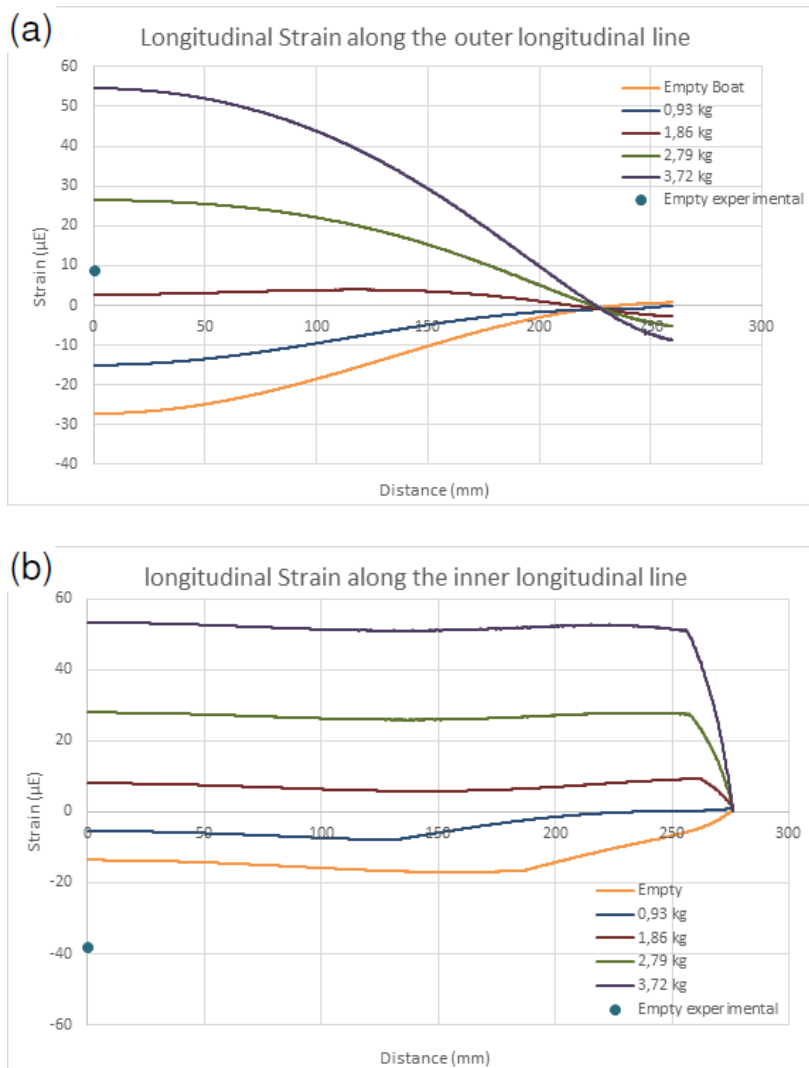 (a)
Longitudinal Strain along the outer longitudinal line
60
50
40
30
20
10
0
-10
-20
-30
-40
Strain (µE)
0 50 100 150 200 250 300
Distance (mm)
Empty Boat
0,93 kg
1,86 kg
2,79 kg
3,72 kg
Empty experimental
(b)
longitudinal Strain along the inner longitudinal line
60
40
20
0
-20
-40
-60
Strain (µE)
0 50 100 150 200 250 300
Distance (mm)
Empty
0,93 kg
1,86 kg
2,79 kg
3,72 kg
Empty experimental